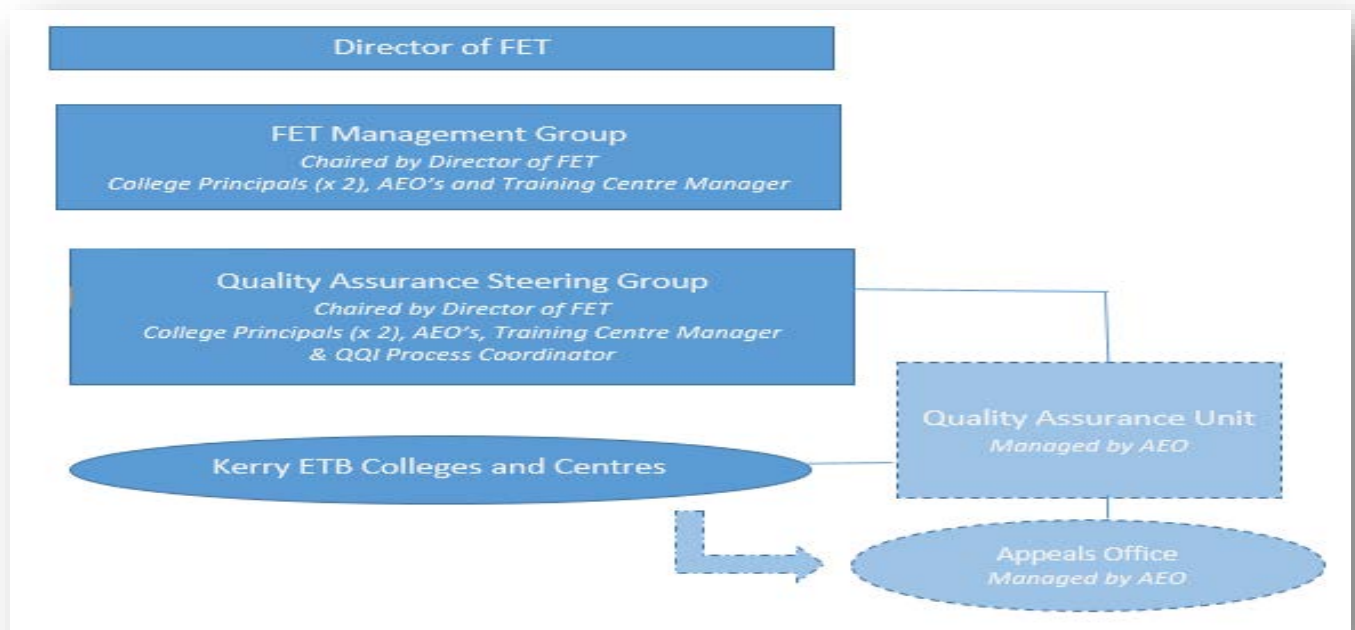 Director of FET
FET Management Group
Chaired by Director of FET
College Principals (x 2), AEO's and Training Centre Manager
Quality Assurance Steering Group
Chaired by Director of FET
College Principals (x 2), AEO's, Training Centre Manager
& QQI Process Coordinator
Quality Assurance Unit
Managed by AEO
Kerry ETB Colleges and Centres
Appeals Office
Managed by AEO